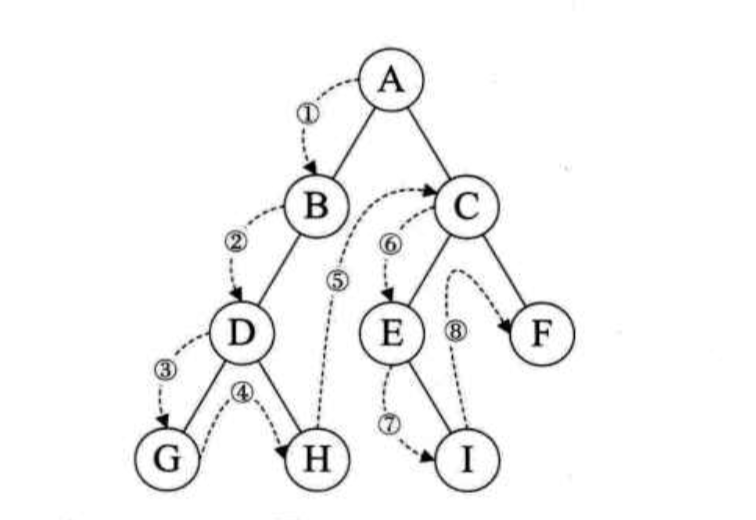 A
①
B
C
②
⑥
⑤
D
E
⑧
F
③
④
⑦
G
H
I